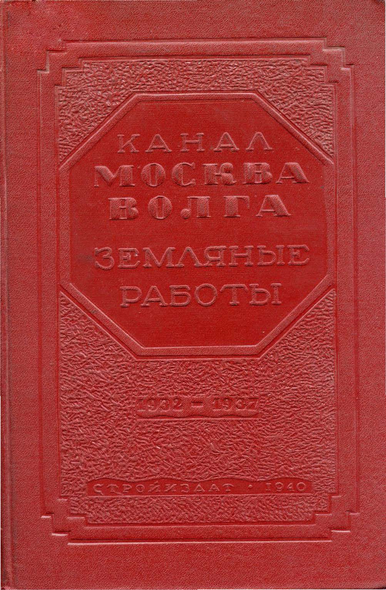 КАНАЛ
МОСКВА
ВОЛГА
ЗЕМЛЯНЫЕ
РАБОТЫ
1932 - 1937
СТРОЙИЗДАТ • 1940